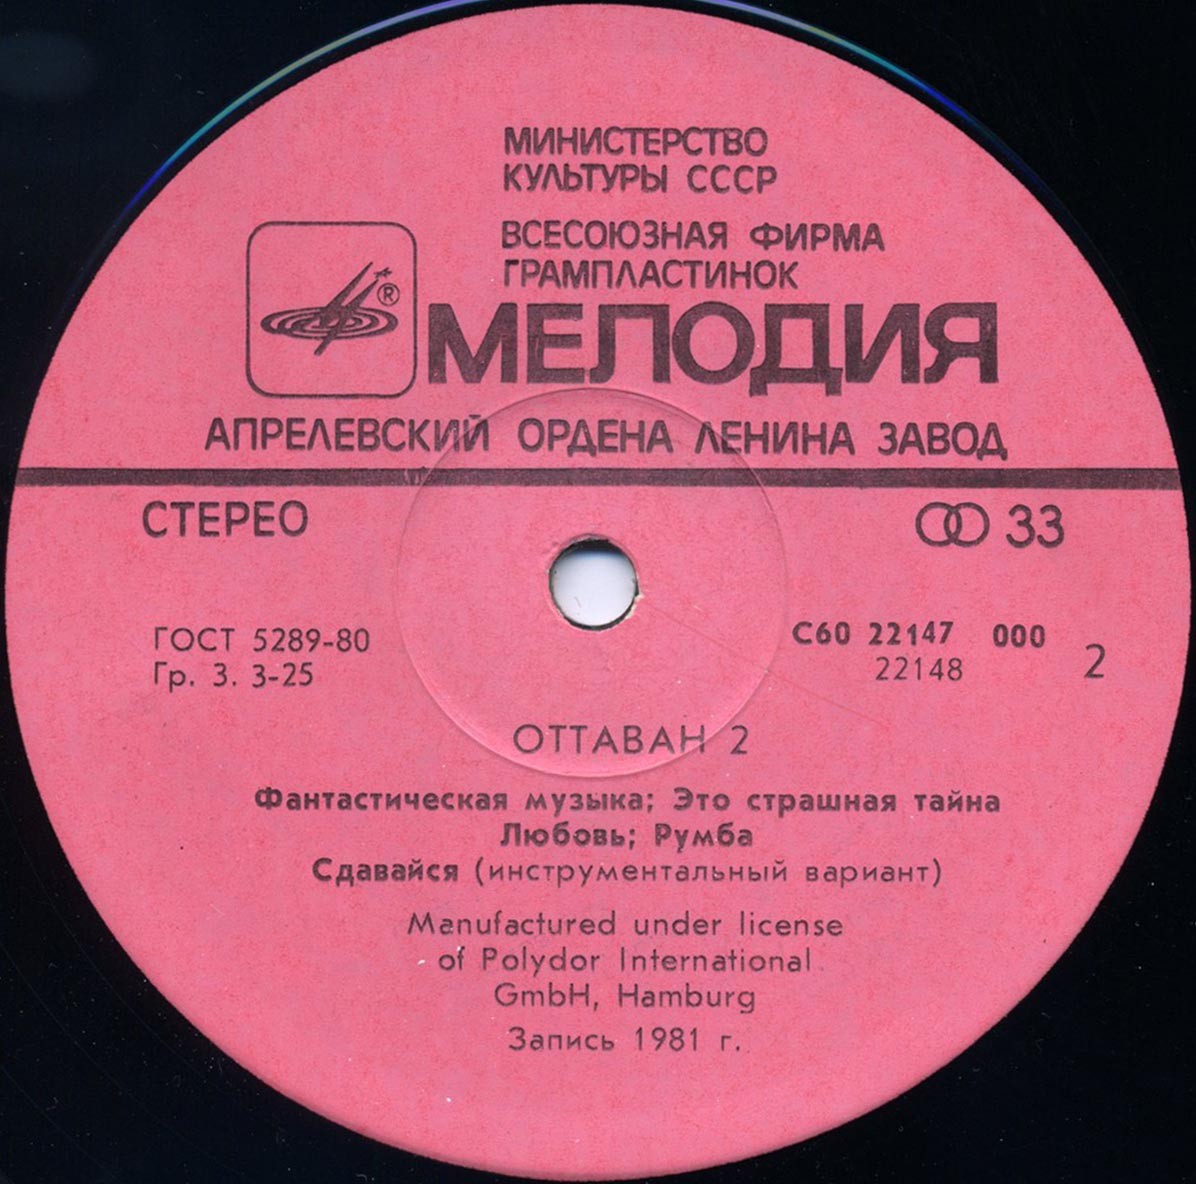 МИНИСТЕРСТВО
КУЛЬТУРЫ СССР
ВСЕСОЮЗНАЯ ФИРМА
ГРАМПЛАСТИНОК
®
МЕЛОДИЯ
АПРЕЛЕВСКИЙ ОРДЕНА ЛЕНИНА ЗАВОД
СТЕРЕО
33
ГОСТ 5289-80
Гр. 3. 3-25
С60 22147 000
22148
2
ОТТАВАН 2
Фантастическая музыка; Это страшная тайна
Любовь; Румба
Сдавайся (инструментальный вариант)
Manufactured under license
of Polydor International
GmbH, Hamburg
Запись 1981 г.